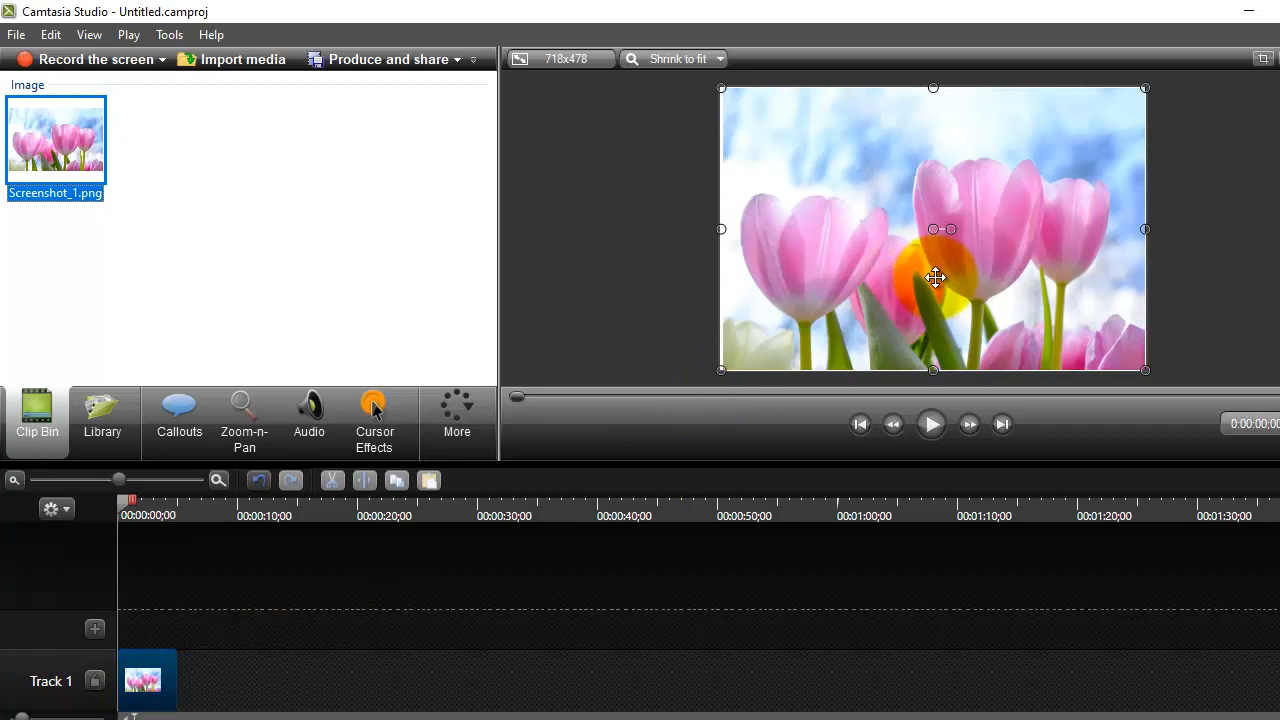 Camtasia Studio - Untitled.camproj
File Edit View Play Tools Help
Record the screen Import media Produce and share 718x478 Shrink to fit
Image
Screenshot_1.png
Clip Bin Library Callouts Zoom-n-Pan Audio Cursor Effects More
0:00:00;00
00:00:00;00 00:00:10;00 00:00:20;00 00:00:30;00 00:00:40;00 00:00:50;00 00:01:00;00 00:01:10;00 00:01:20;00 00:01:30;00
Track 1